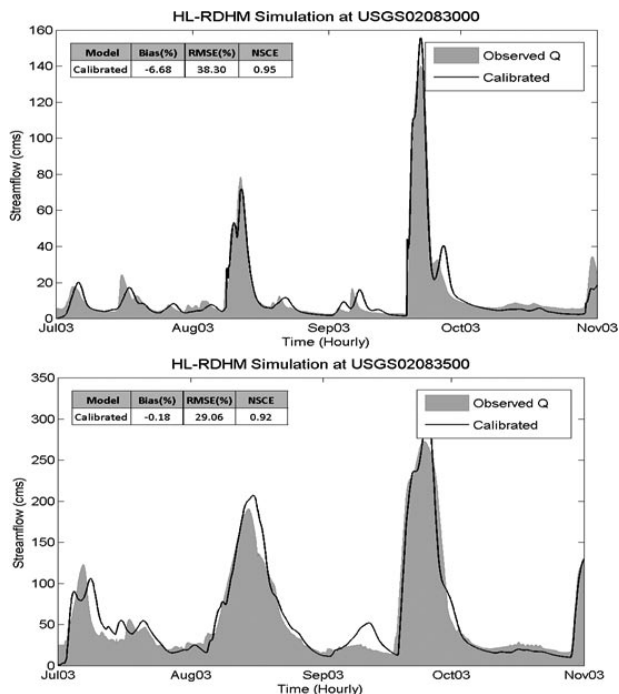 HL-RDHM Simulation at USGS02083000
160
140
120
100
80
60
40
20
0
Streamflow (cms)
Model Bias(%) RMSE(%) NSCE
Calibrated -6.68 38.30 0.95
Observed Q
Calibrated
Jul03 Aug03 Sep03 Oct03 Nov03
Time (Hourly)
HL-RDHM Simulation at USGS02083500
350
300
250
200
150
100
50
0
Streamflow (cms)
Model Bias(%) RMSE(%) NSCE
Calibrated -0.18 29.06 0.92
Observed Q
Calibrated
Jul03 Aug03 Sep03 Oct03 Nov03
Time (Hourly)